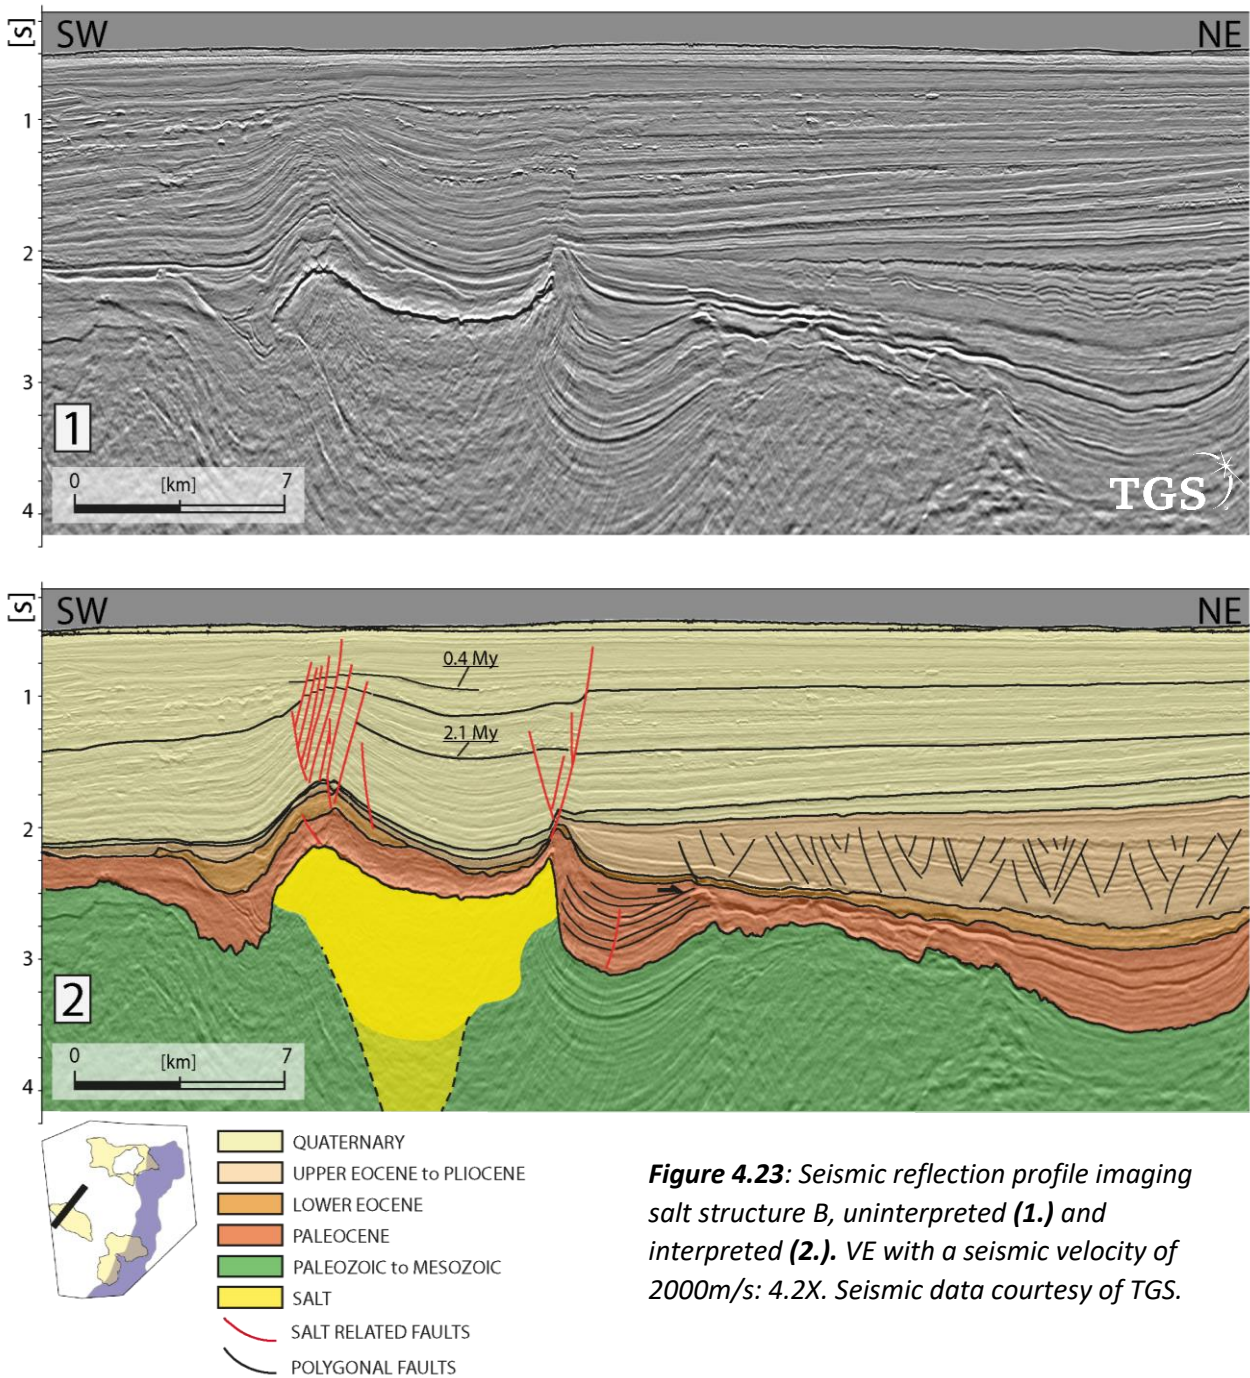 [s] SW NE
1
2
3
4
1
0 [km] 7
TGS
[s] SW NE
0.4 My
1
2.1 My
2
3
2
0 [km] 7
4
QUATERNARY
UPPER EOCENE to PLIOCENE
LOWER EOCENE
PALEOCENE
PALEOZOIC to MESOZOIC
SALT
SALT RELATED FAULTS
POLYGONAL FAULTS
Figure 4.23: Seismic reflection profile imaging
salt structure B, uninterpreted (1.) and
interpreted (2.). VE with a seismic velocity of
2000m/s: 4.2X. Seismic data courtesy of TGS.